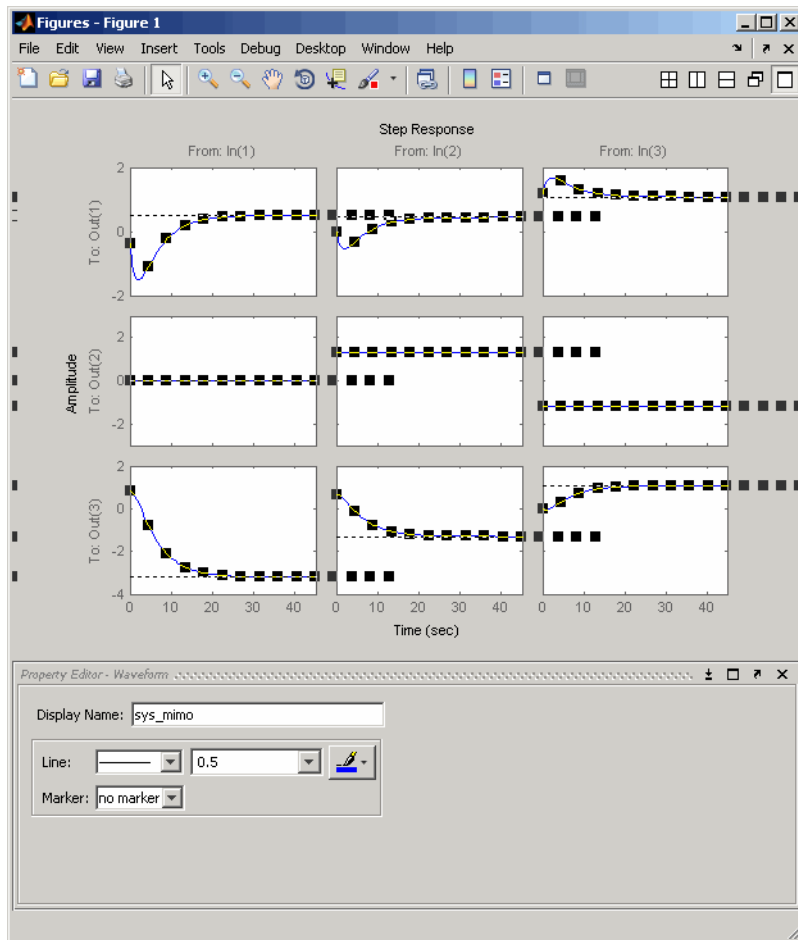 Figures - Figure 1
File Edit View Insert Tools Debug Desktop Window Help
Step Response
From: In(1) From: In(2) From: In(3)
To: Out(1)
2
0
-2
Amplitude
To: Out(2)
2
0
-2
To: Out(3)
2
0
-2
-4
0 10 20 30 40 0 10 20 30 40 0 10 20 30 40
Time (sec)
Property Editor - Waveform
Display Name: sys_mimo
Line: 0.5
Marker: no marker